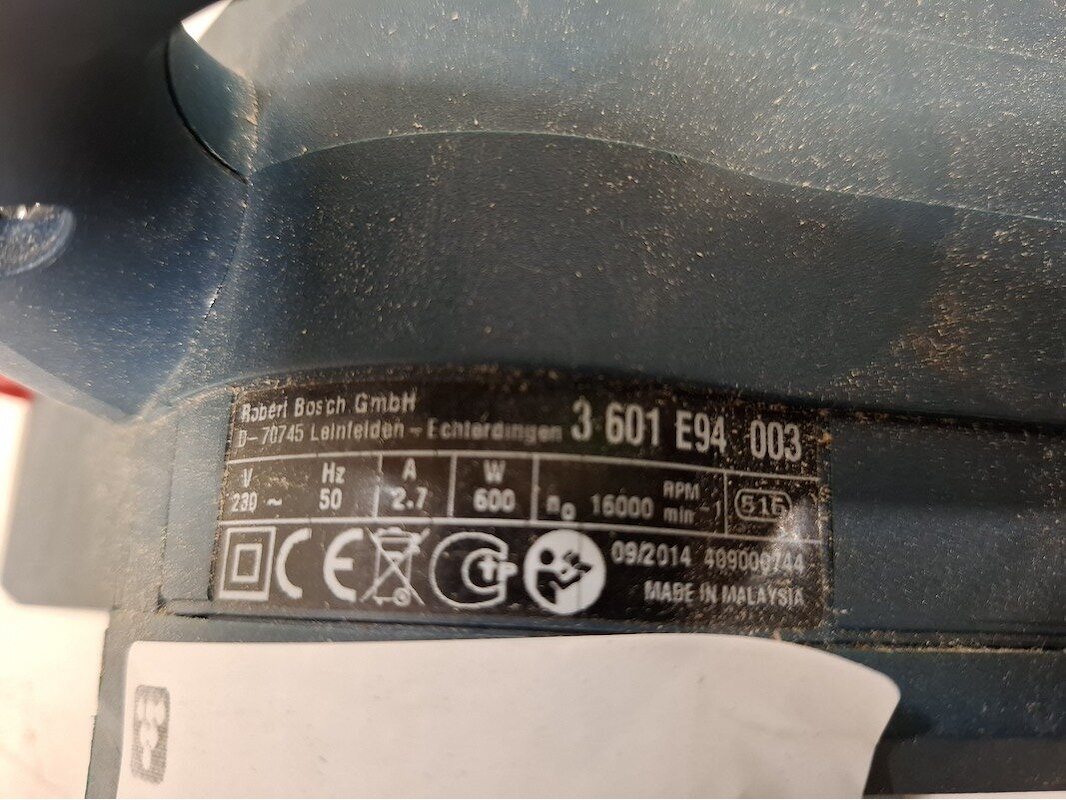 Robert Bosch GmbH
D-70745 Leinfelden - Echterdingen 3 601 E94 003
V Hz A W
230 ~ 50 2.7 600 n₀ 16000 RPM min⁻¹
09/2014 409000744
MADE IN MALAYSIA